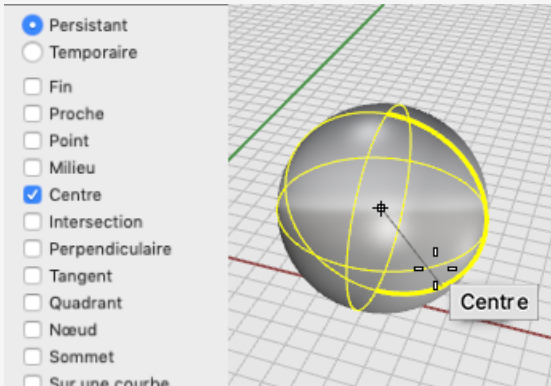 Persistant
Temporaire
Fin
Proche
Point
Milieu
Centre
Intersection
Perpendiculaire
Tangent
Quadrant
Nœud
Sommet
Sur une courbe
Centre